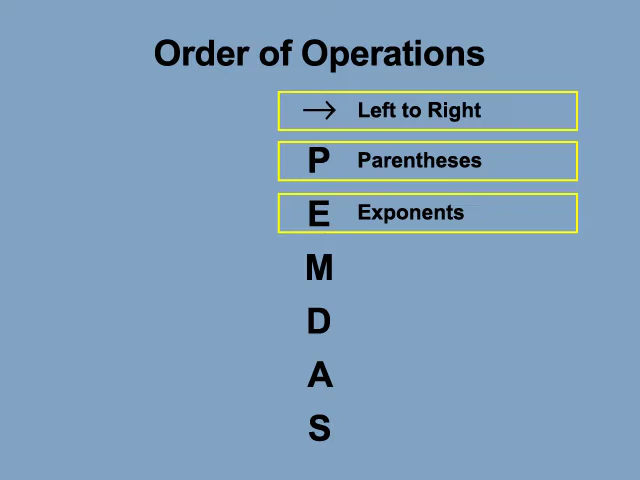 Order of Operations
→ Left to Right
P Parentheses
E Exponents
M
D
A
S